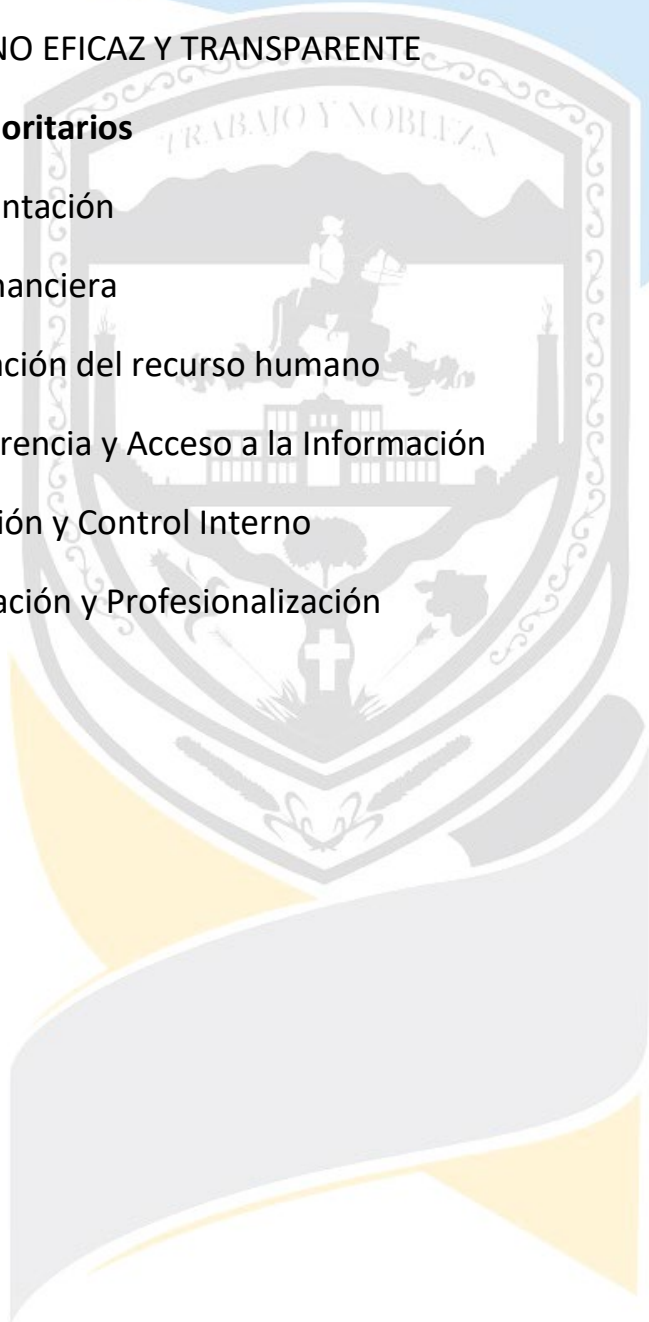 NO EFICAZ Y TRANSPARENTE
oritarios
TRABAJO Y NOBLEZA
ntación
nanciera
ación del recurso humano
rencia y Acceso a la Información
ión y Control Interno
ación y Profesionalización